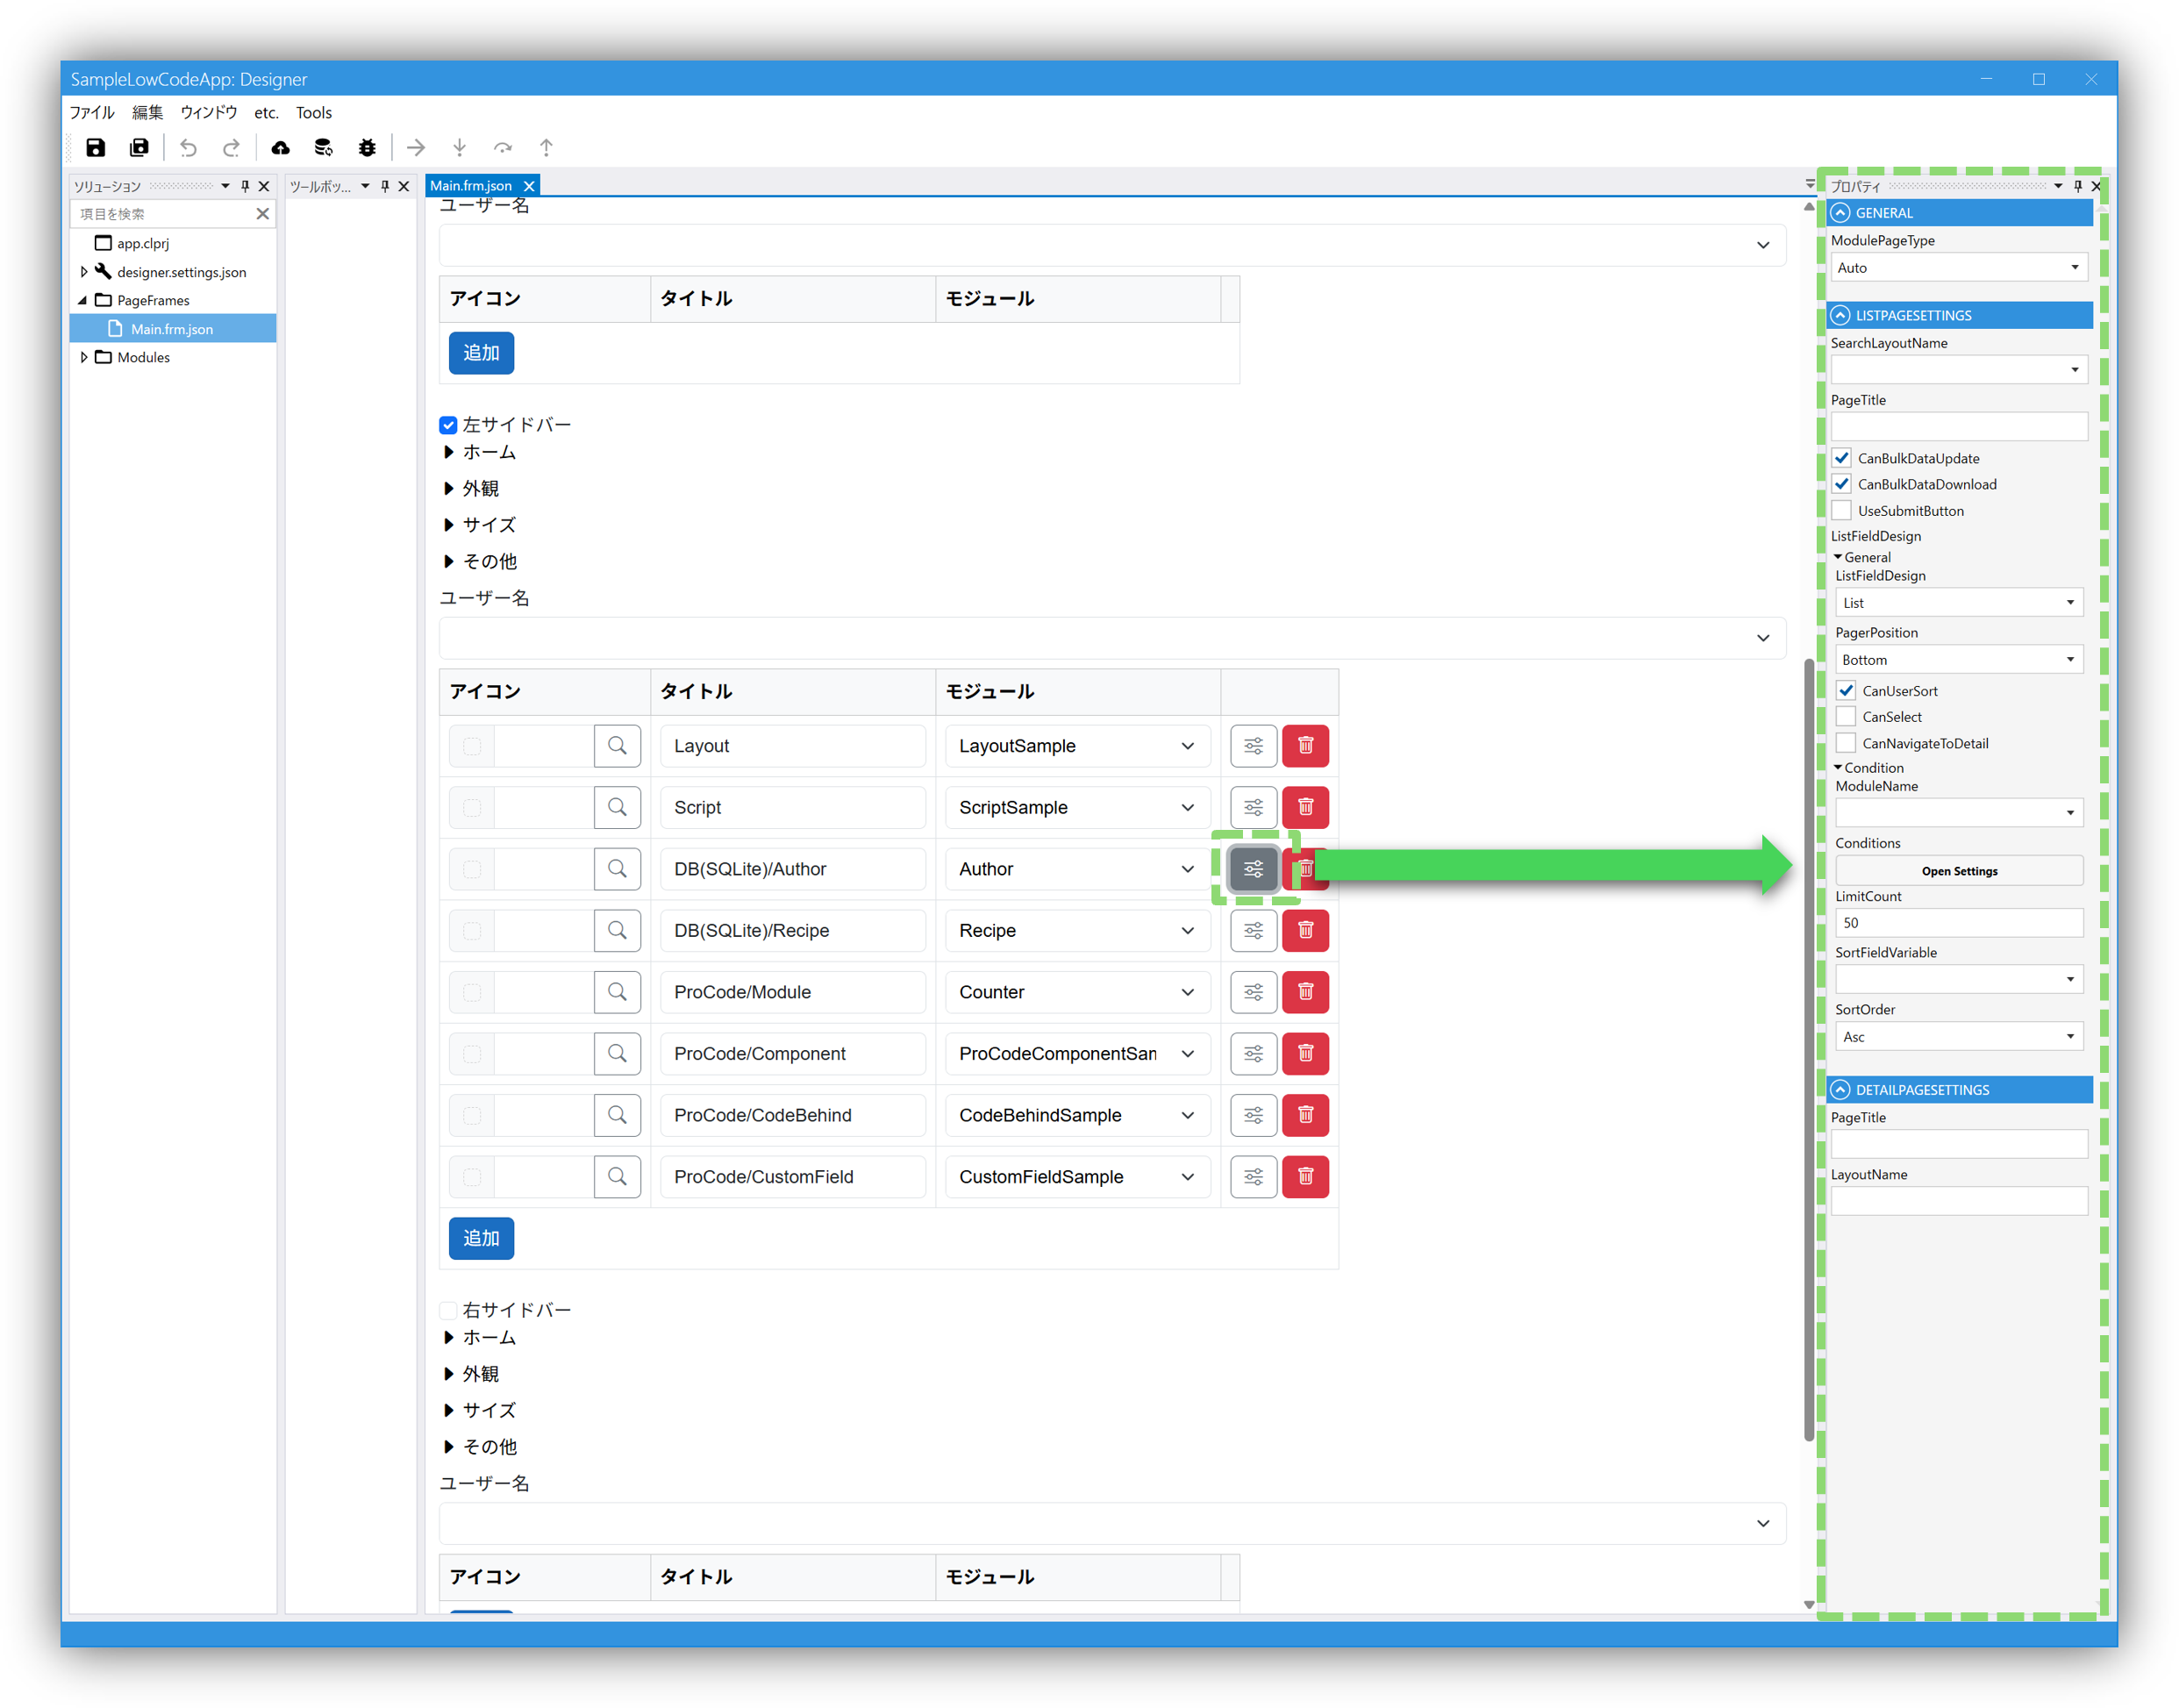 SampleLowCodeApp: Designer
ファイル 編集 ウィンドウ etc. Tools
ソリューション
項目を検索
app.clprj
designer.settings.json
PageFrames
Main.frm.json
Modules
ツールボッ...
Main.frm.json
ユーザー名
アイコン タイトル モジュール
追加
左サイドバー
ホーム
外観
サイズ
その他
ユーザー名
アイコン タイトル モジュール
Layout LayoutSample
Script ScriptSample
DB(SQLite)/Author Author
DB(SQLite)/Recipe Recipe
ProCode/Module Counter
ProCode/Component ProCodeComponentSan
ProCode/CodeBehind CodeBehindSample
ProCode/CustomField CustomFieldSample
追加
右サイドバー
ホーム
外観
サイズ
その他
ユーザー名
アイコン タイトル モジュール
プロパティ
GENERAL
ModulePageType
Auto
LISTPAGESETTINGS
SearchLayoutName
PageTitle
CanBulkDataUpdate
CanBulkDataDownload
UseSubmitButton
ListFieldDesign
General
ListFieldDesign
List
PagerPosition
Bottom
CanUserSort
CanSelect
CanNavigateToDetail
Condition
ModuleName
Conditions
Open Settings
LimitCount
50
SortFieldVariable
SortOrder
Asc
DETAILPAGESETTINGS
PageTitle
LayoutName